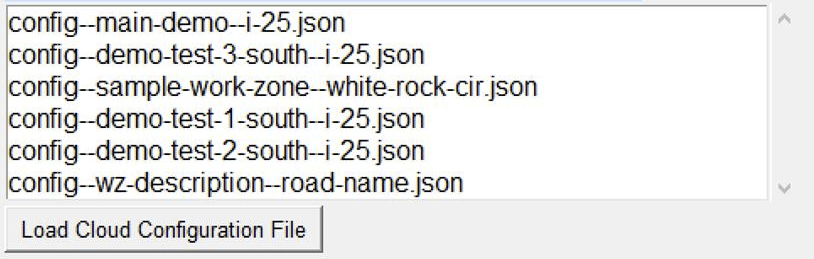 config--main-demo--i-25.json
config--demo-test-3-south--i-25.json
config--sample-work-zone--white-rock-cir.json
config--demo-test-1-south--i-25.json
config--demo-test-2-south--i-25.json
config--wz-description--road-name.json
Load Cloud Configuration File